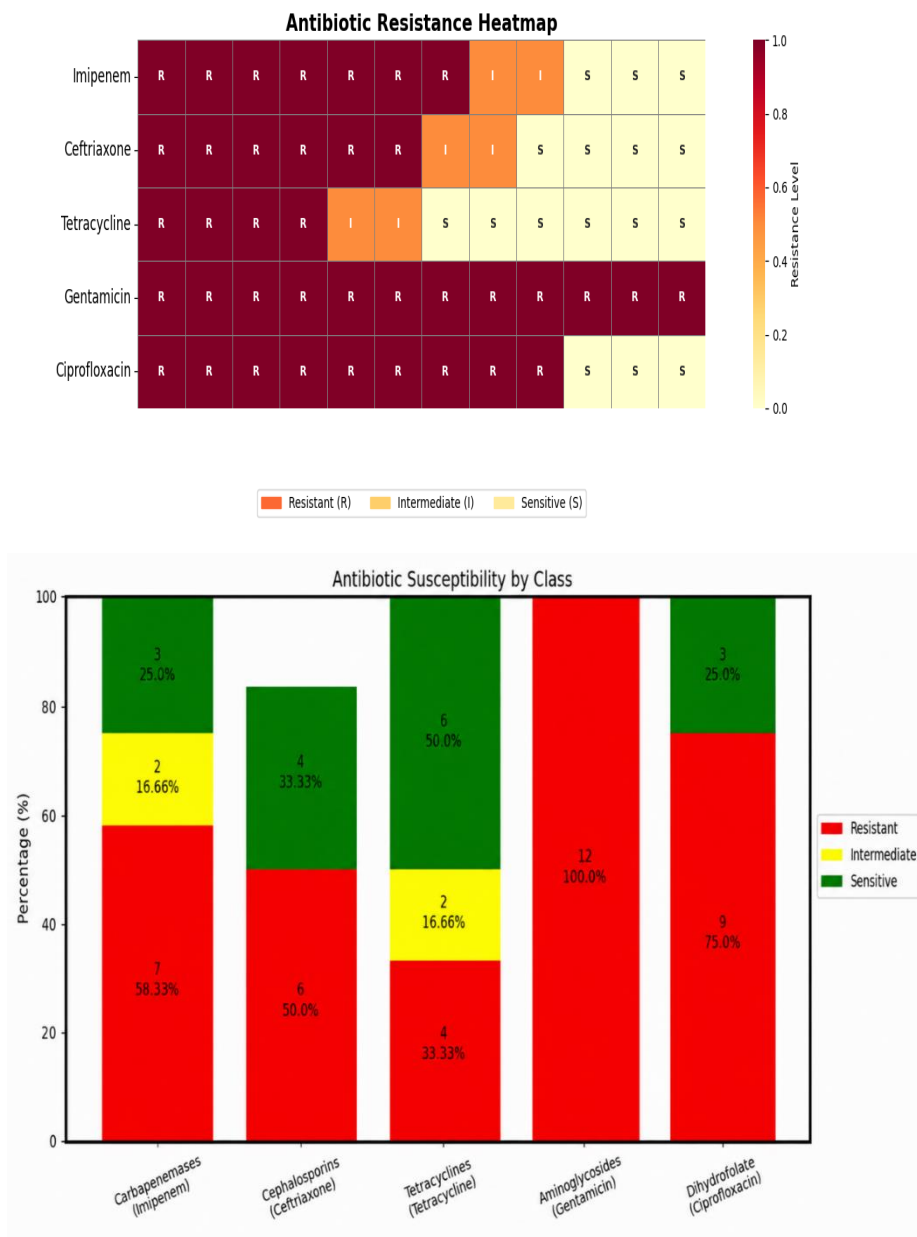 Antibiotic Resistance Heatmap
Imipenem R R R R R R R I I S S S
Ceftriaxone R R R R R R I I S S S S
Tetracycline R R R R I I S S S S S S
Gentamicin R R R R R R R R R R R R
Ciprofloxacin R R R R R R R R R S S S
1.0
0.8
0.6
0.4
0.2
0.0
Resistance Level
Resistant (R) Intermediate (I) Sensitive (S)
Antibiotic Susceptibility by Class
Percentage (%)
100
80
60
40
20
0
3
25.0%
2
16.66%
7
58.33%
4
33.33%
6
50.0%
6
50.0%
2
16.66%
4
33.33%
12
100.0%
3
25.0%
9
75.0%
Resistant
Intermediate
Sensitive
Carbapenemases
(Imipenem)
Cephalosporins
(Ceftriaxone)
Tetracyclines
(Tetracycline)
Aminoglycosides
(Gentamicin)
Dihydrofolate
(Ciprofloxacin)